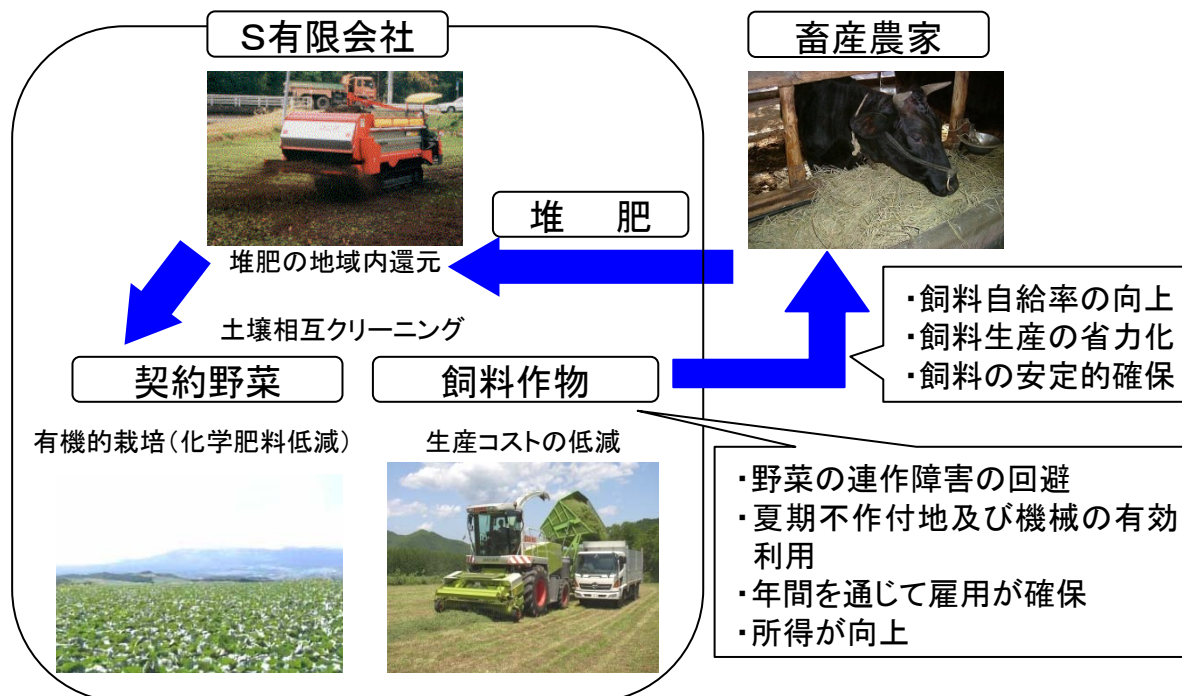 S有限会社
畜産農家
堆　肥
堆肥の地域内還元
・飼料自給率の向上
・飼料生産の省力化
・飼料の安定的確保
土壌相互クリーニング
契約野菜
飼料作物
有機的栽培（化学肥料低減）
生産コストの低減
・野菜の連作障害の回避
・夏期不作付地及び機械の有効
利用
・年間を通じて雇用が確保
・所得が向上